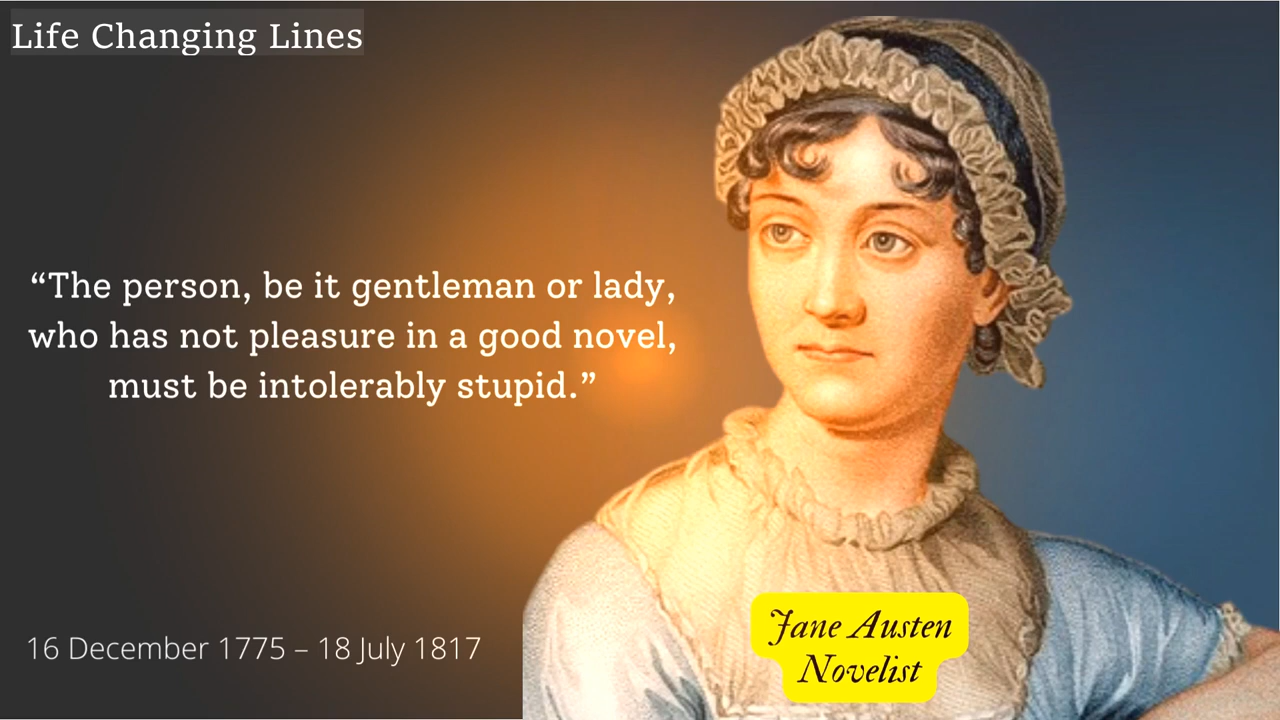 Life Changing Lines
“The person, be it gentleman or lady,
who has not pleasure in a good novel,
must be intolerably stupid.”
16 December 1775 – 18 July 1817
Jane Austen
Novelist